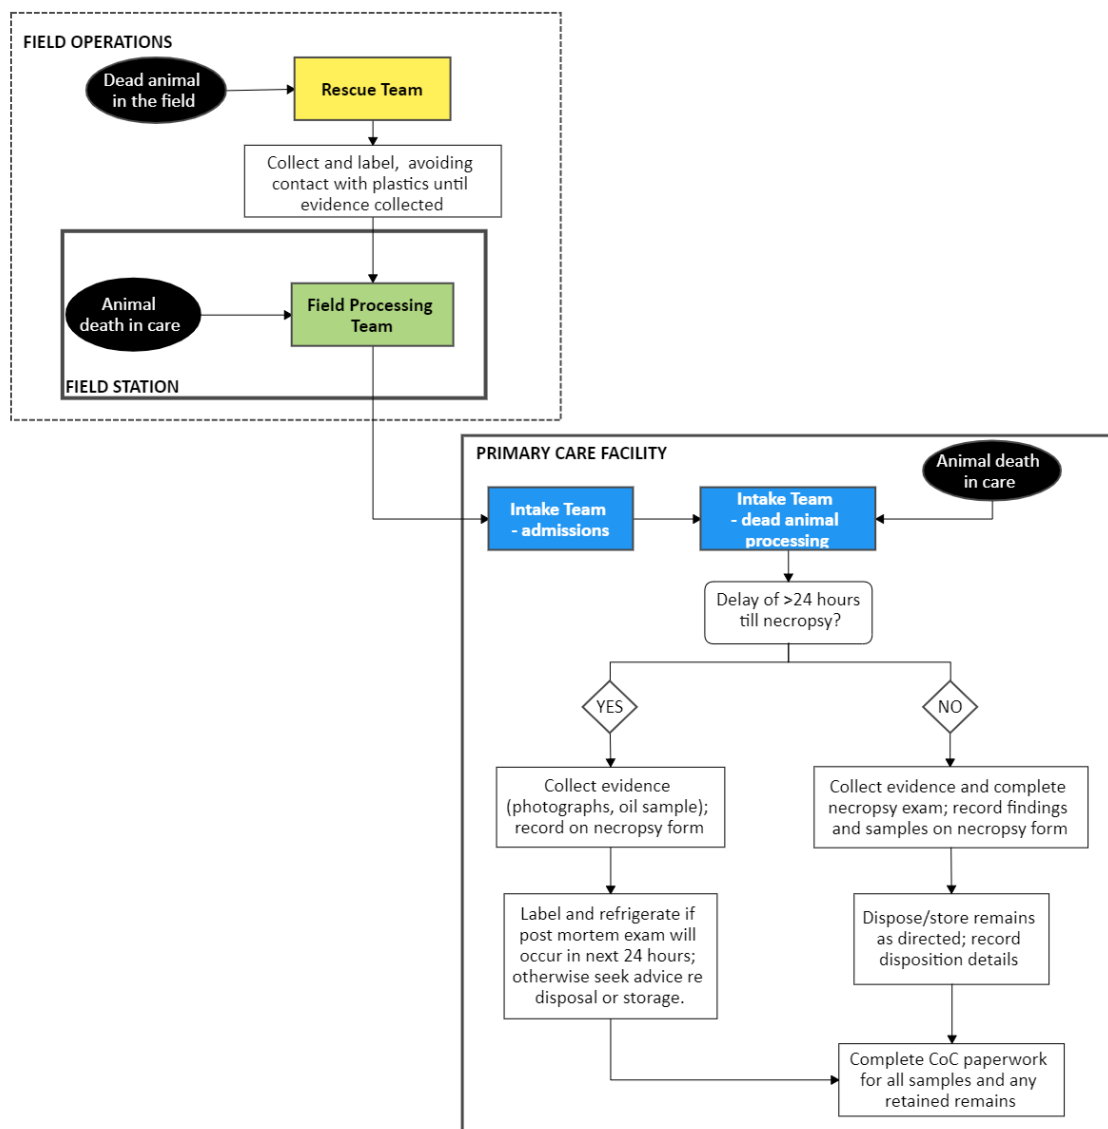 FIELD OPERATIONS
Dead animal
in the field
Rescue Team
Collect and label, avoiding
contact with plastics until
evidence collected
Animal
death in care
Field Processing
Team
FIELD STATION
PRIMARY CARE FACILITY
Animal death
in care
Intake Team
- admissions
Intake Team
- dead animal
processing
Delay of >24 hours
till necropsy?
YES
NO
Collect evidence
(photographs, oil sample);
record on necropsy form
Collect evidence and complete
necropsy exam; record findings
and samples on necropsy form
Label and refrigerate if
post mortem exam will
occur in next 24 hours;
otherwise seek advice re
disposal or storage.
Dispose/store remains
as directed; record
disposition details
Complete CoC paperwork
for all samples and any
retained remains